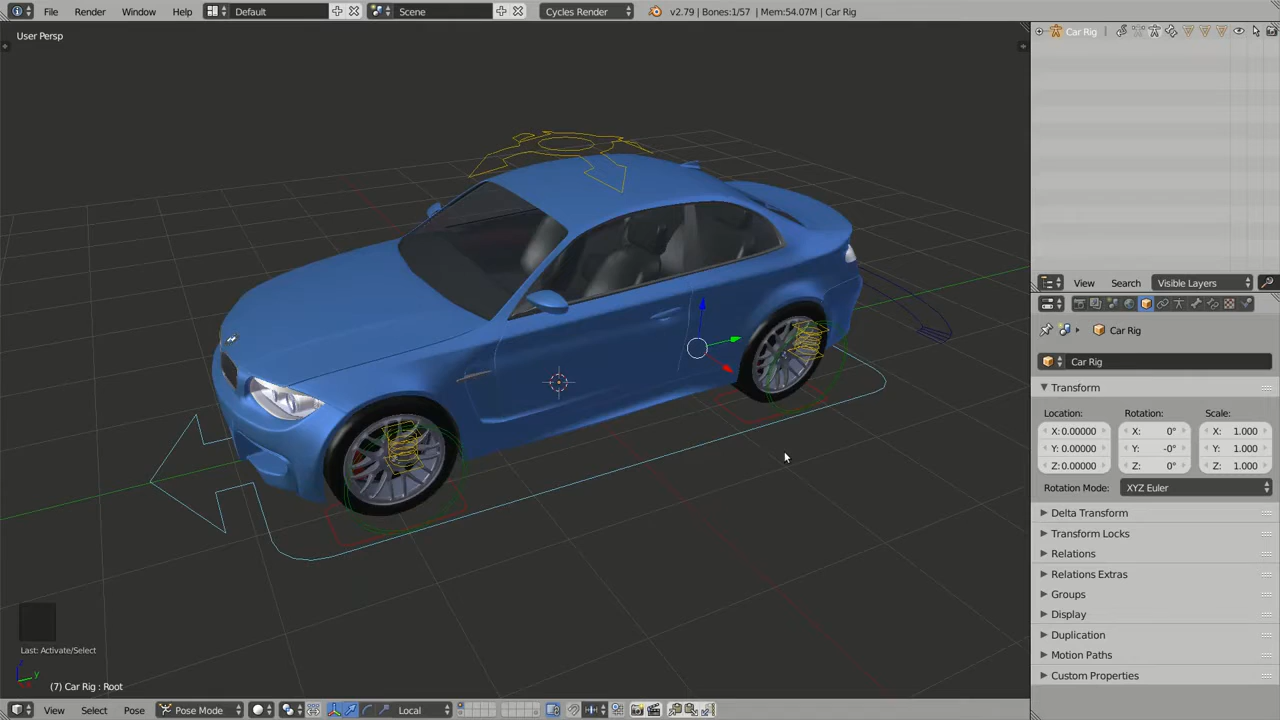 File Render Window Help Default Scene Cycles Render v2.79 | Bones:1/57 | Mem:54.07M | Car Rig
User Persp
Car Rig
View Search Visible Layers
Car Rig
Car Rig
Transform
Location: Rotation: Scale:
X: 0.00000 X: 0° X: 1.000
Y: 0.00000 Y: -0° Y: 1.000
Z: 0.00000 Z: 0° Z: 1.000
Rotation Mode: XYZ Euler
Delta Transform
Transform Locks
Relations
Relations Extras
Groups
Display
Duplication
Motion Paths
Custom Properties
Last: Activate/Select
z
y
(7) Car Rig : Root
View Select Pose Pose Mode Local